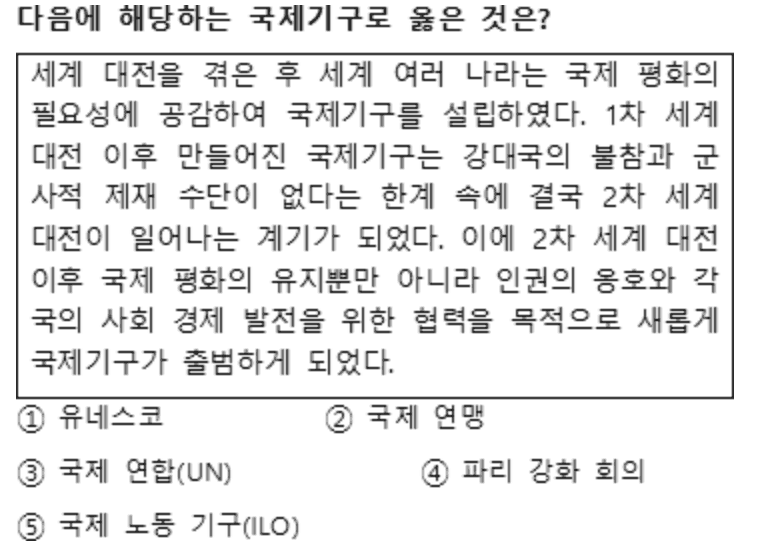 다음에 해당하는 국제기구로 옳은 것은?
세계 대전을 겪은 후 세계 여러 나라는 국제 평화의
필요성에 공감하여 국제기구를 설립하였다. 1차 세계
대전 이후 만들어진 국제기구는 강대국의 불참과 군
사적 제재 수단이 없다는 한계 속에 결국 2차 세계
대전이 일어나는 계기가 되었다. 이에 2차 세계 대전
이후 국제 평화의 유지뿐만 아니라 인권의 옹호와 각
국의 사회 경제 발전을 위한 협력을 목적으로 새롭게
국제기구가 출범하게 되었다.
① 유네스코 ② 국제 연맹
③ 국제 연합(UN) ④ 파리 강화 회의
⑤ 국제 노동 기구(ILO)